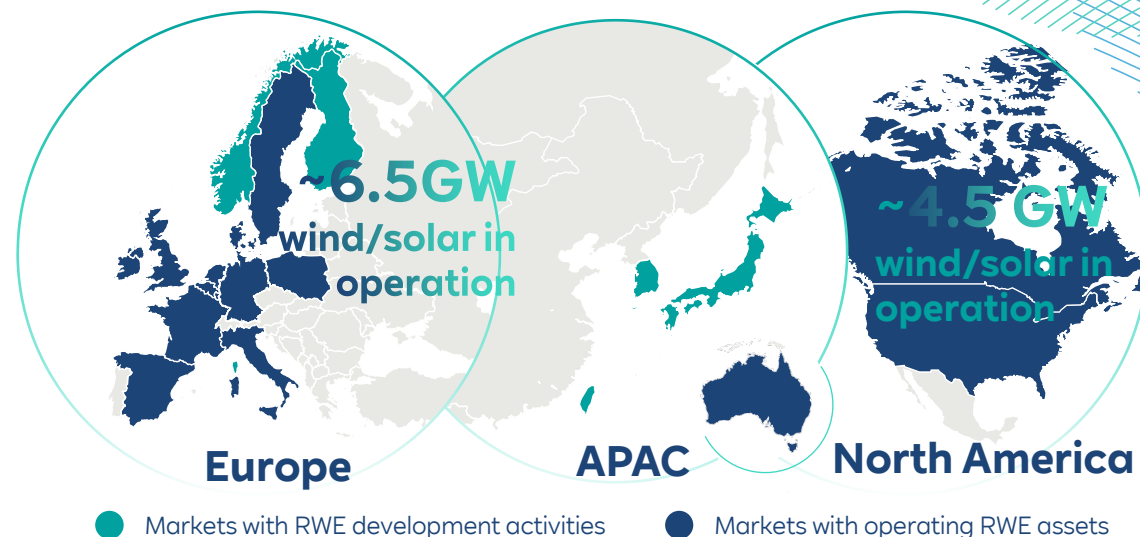 ~6.5GW
wind/solar in
operation
~4.5 GW
wind/solar in
operation
Europe
APAC
North America
Markets with RWE development activities
Markets with operating RWE assets